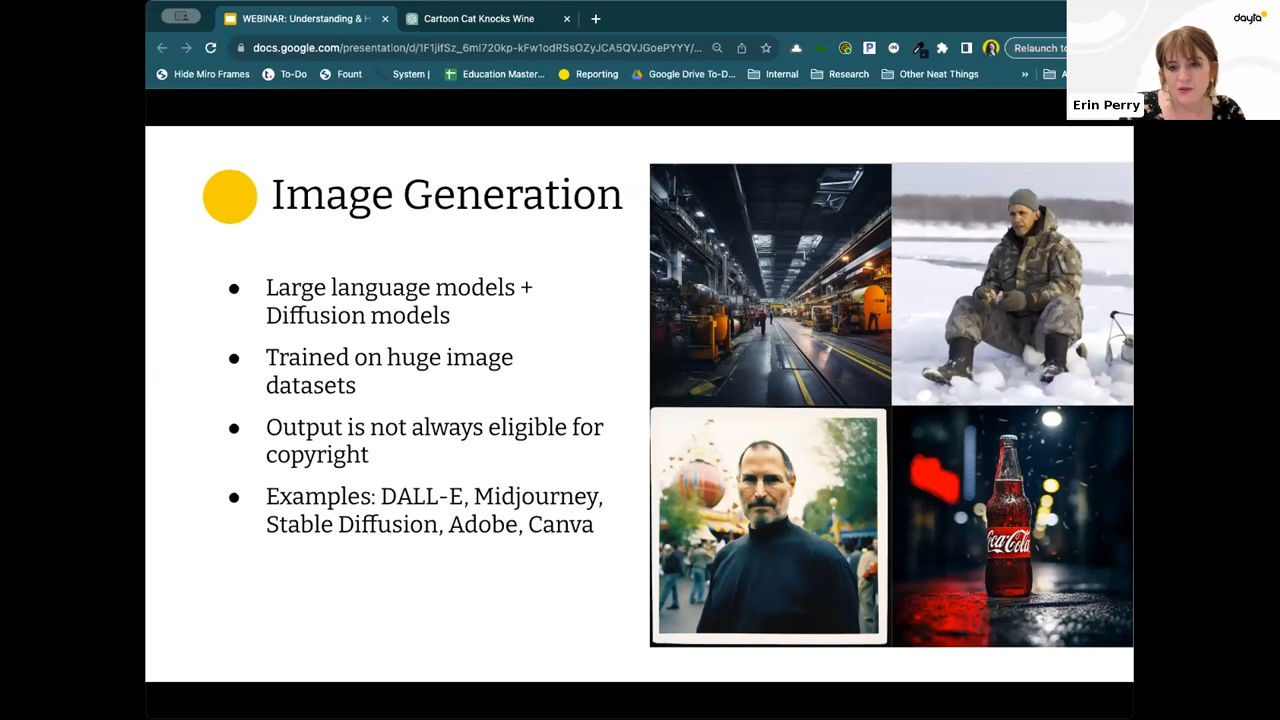 WEBINAR: Understanding & H
Cartoon Cat Knocks Wine
dayta
docs.google.com/presentation/d/1F1jifSz_6mI720kp-kFw1odRSsOZyJCA5QVJGoePYYY/...
Relaunch to
Hide Miro Frames
To-Do
Fount
System |
Education Master...
Reporting
Google Drive To-D...
Internal
Research
Other Neat Things
»
A
Erin Perry
Image Generation
● Large language models +
Diffusion models
● Trained on huge image
datasets
● Output is not always eligible for
copyright
● Examples: DALL-E, Midjourney,
Stable Diffusion, Adobe, Canva
Coca-Cola